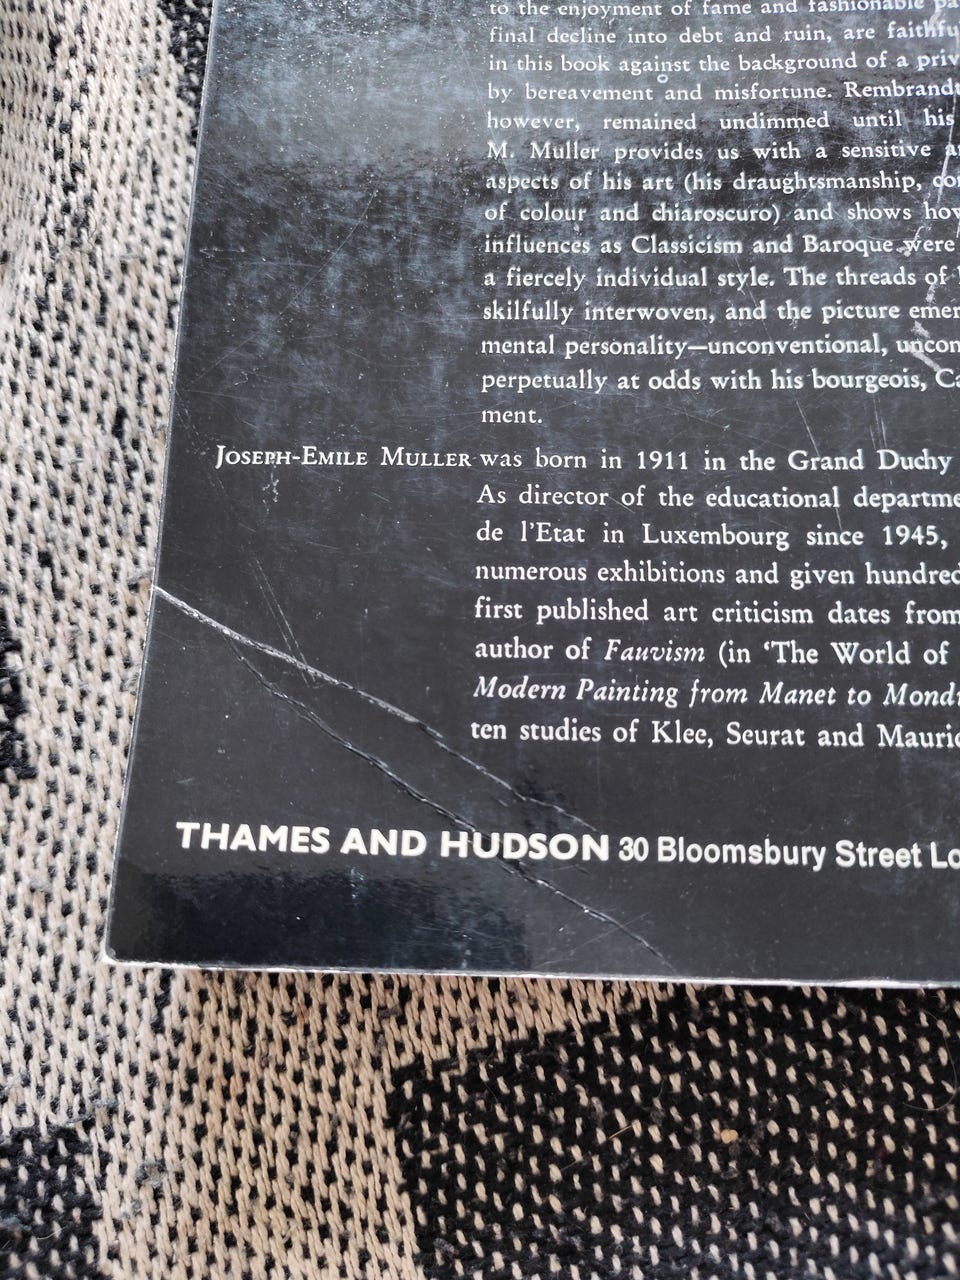 to the enjoyment of fame and fashionable
final decline into debt and ruin, are
in this book against the background of a
by bereavement and misfortune.
however, remained undimmed until his
M. Muller provides us with a sensitive
aspects of his art (his draughtsmanship,
of colour and chiaroscuro) and shows
influences as Classicism and Baroque were
a fiercely individual style. The threads of
skilfully interwoven, and the picture
mental personality—unconventional,
perpetually at odds with his bourgeois,
ment.
JOSEPH-EMILE MULLER was born in 1911 in the Grand Duchy
As director of the educational
de l'Etat in Luxembourg since 1945,
numerous exhibitions and given
first published art criticism dates from
author of Fauvism (in 'The World of
Modern Painting from Manet to
ten studies of Klee, Seurat and
THAMES AND HUDSON 30 Bloomsbury Street